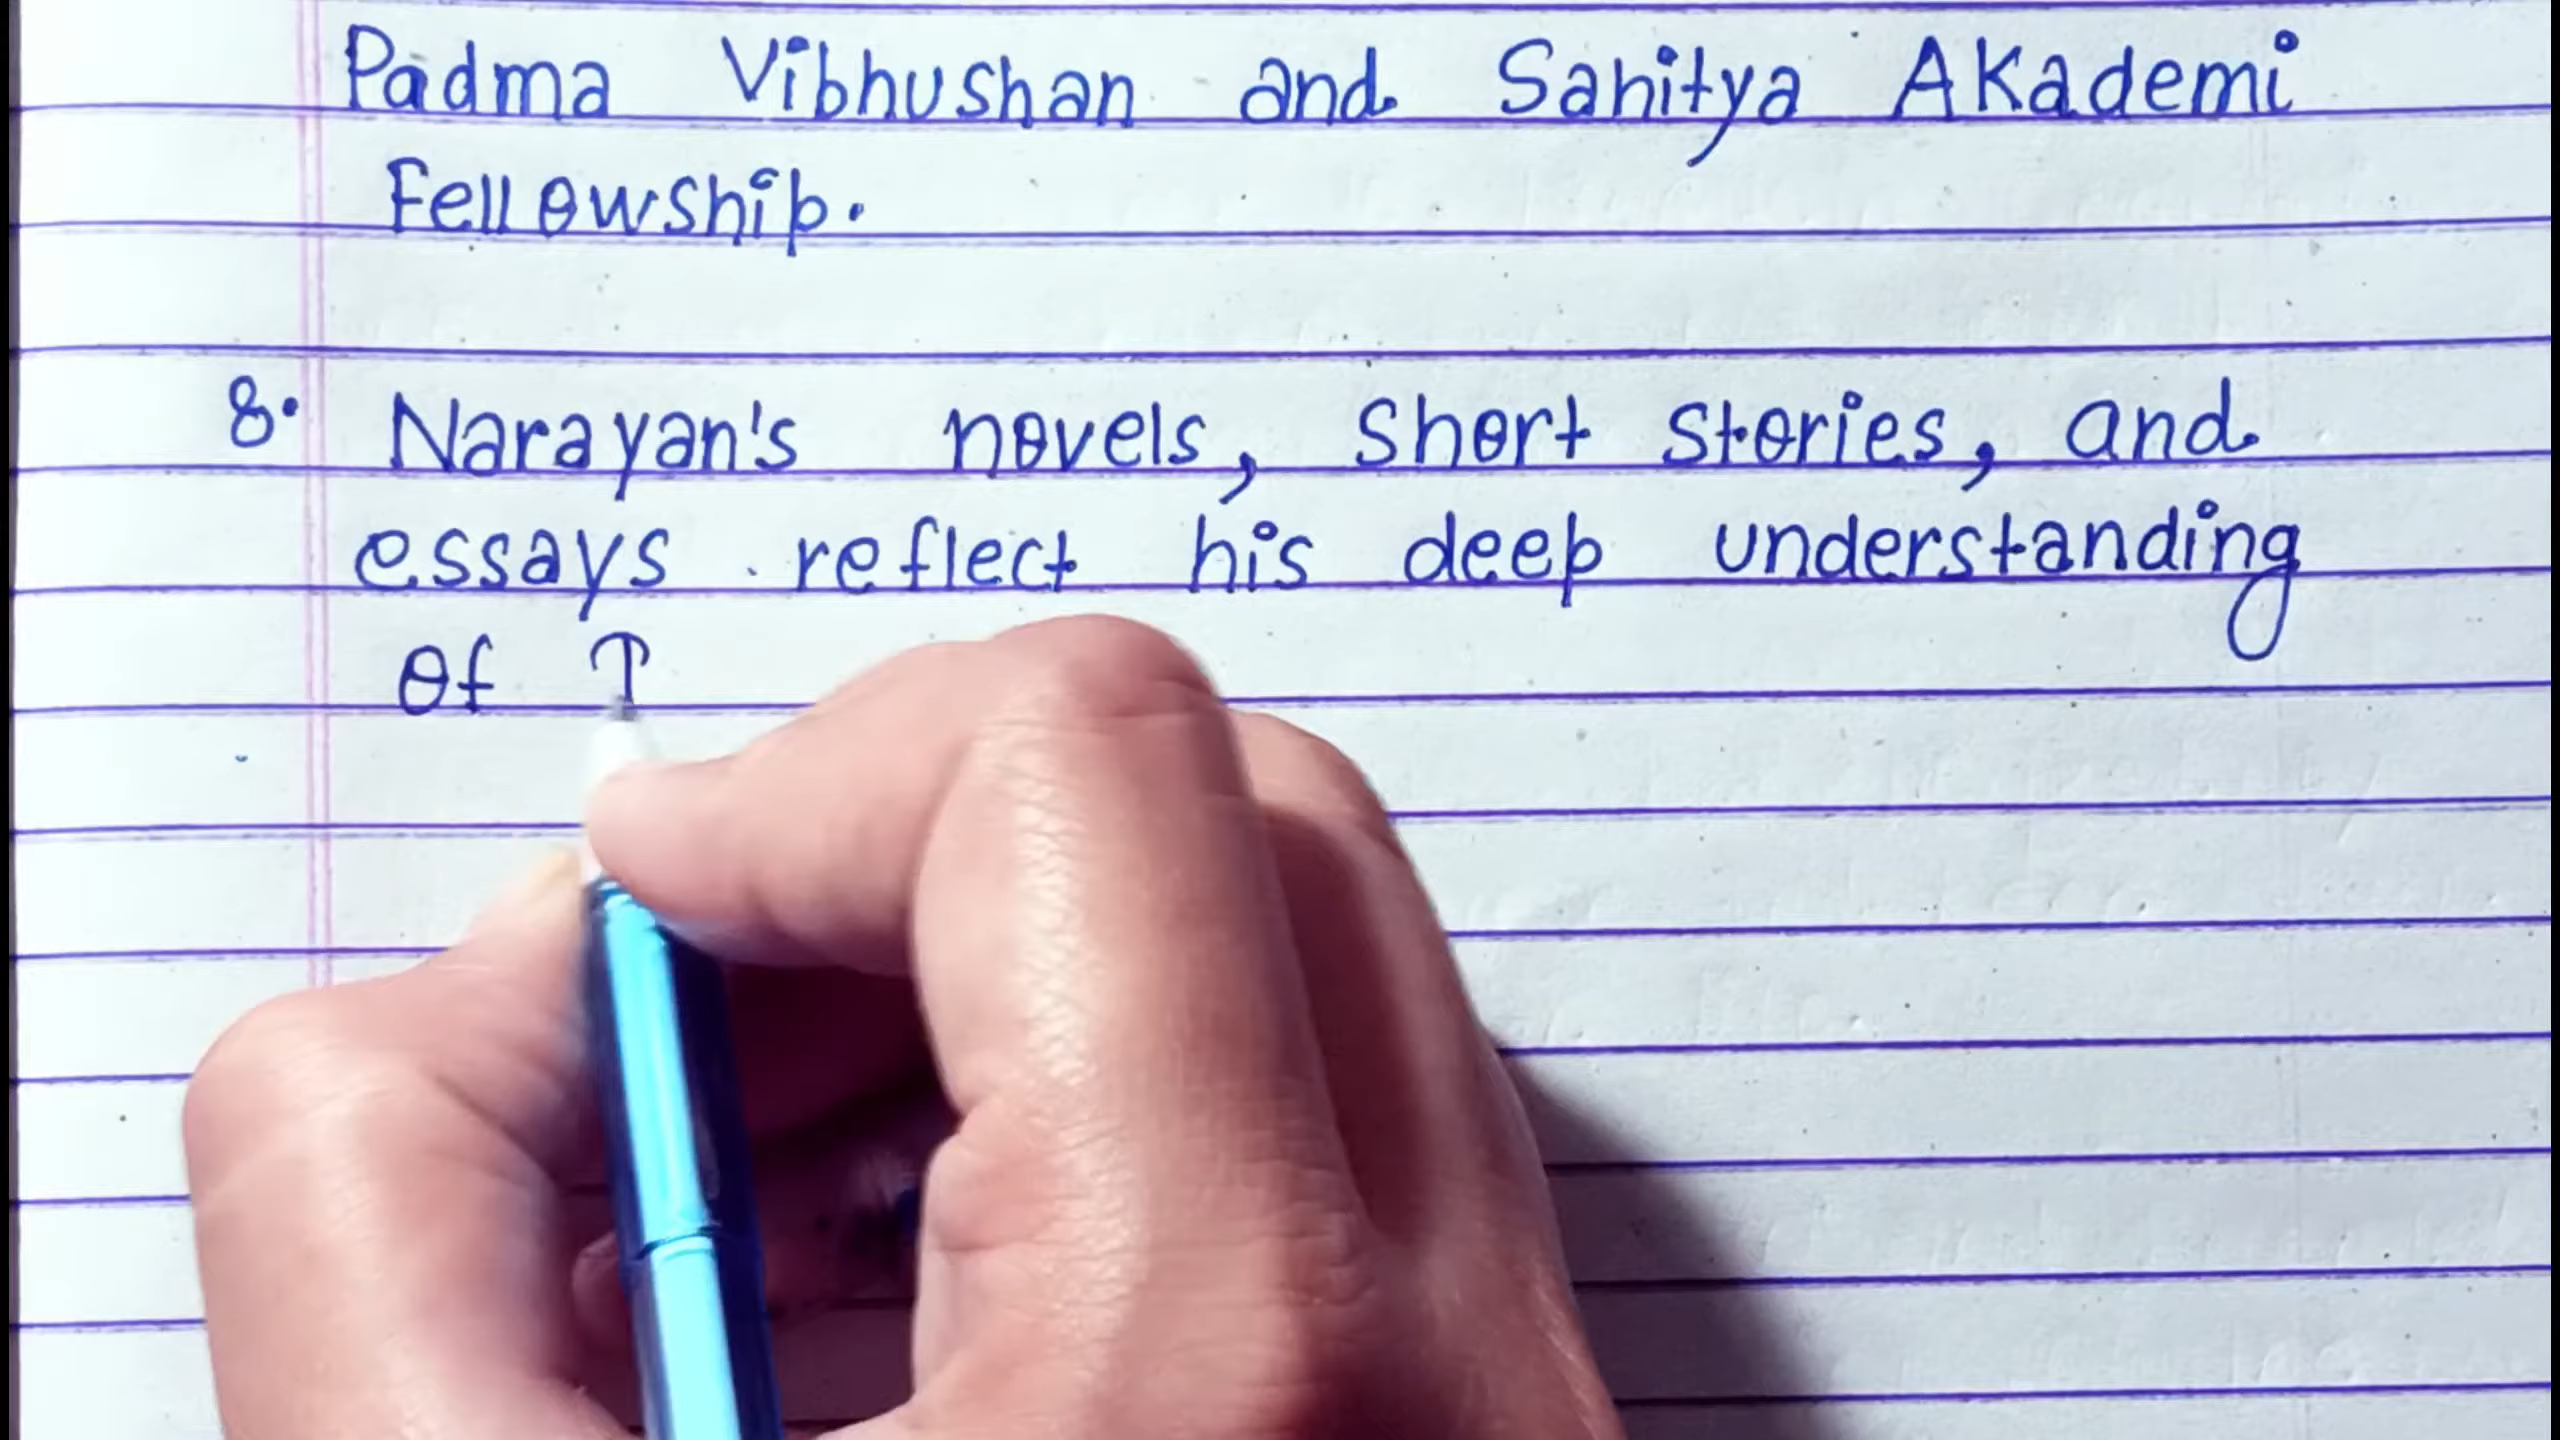 Padma Vibhushan and Sahitya Akademi
Fellowship.
8. Narayan's novels, short stories, and
essays reflect his deep understanding
of